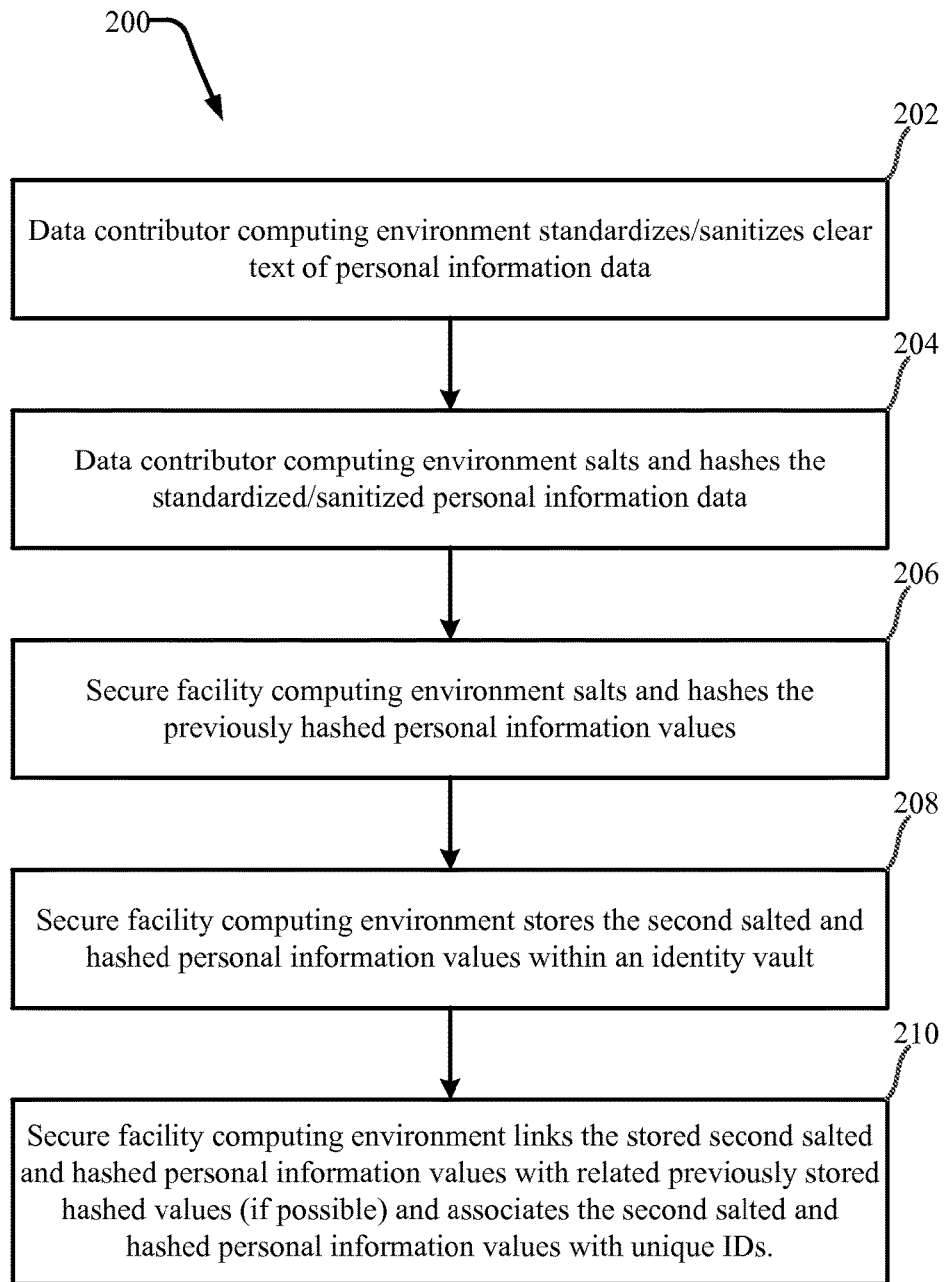 200
202
Data contributor computing environment standardizes/sanitizes clear
text of personal information data
204
Data contributor computing environment salts and hashes the
standardized/sanitized personal information data
206
Secure facility computing environment salts and hashes the
previously hashed personal information values
208
Secure facility computing environment stores the second salted and
hashed personal information values within an identity vault
210
Secure facility computing environment links the stored second salted
and hashed personal information values with related previously stored
hashed values (if possible) and associates the second salted and
hashed personal information values with unique IDs.